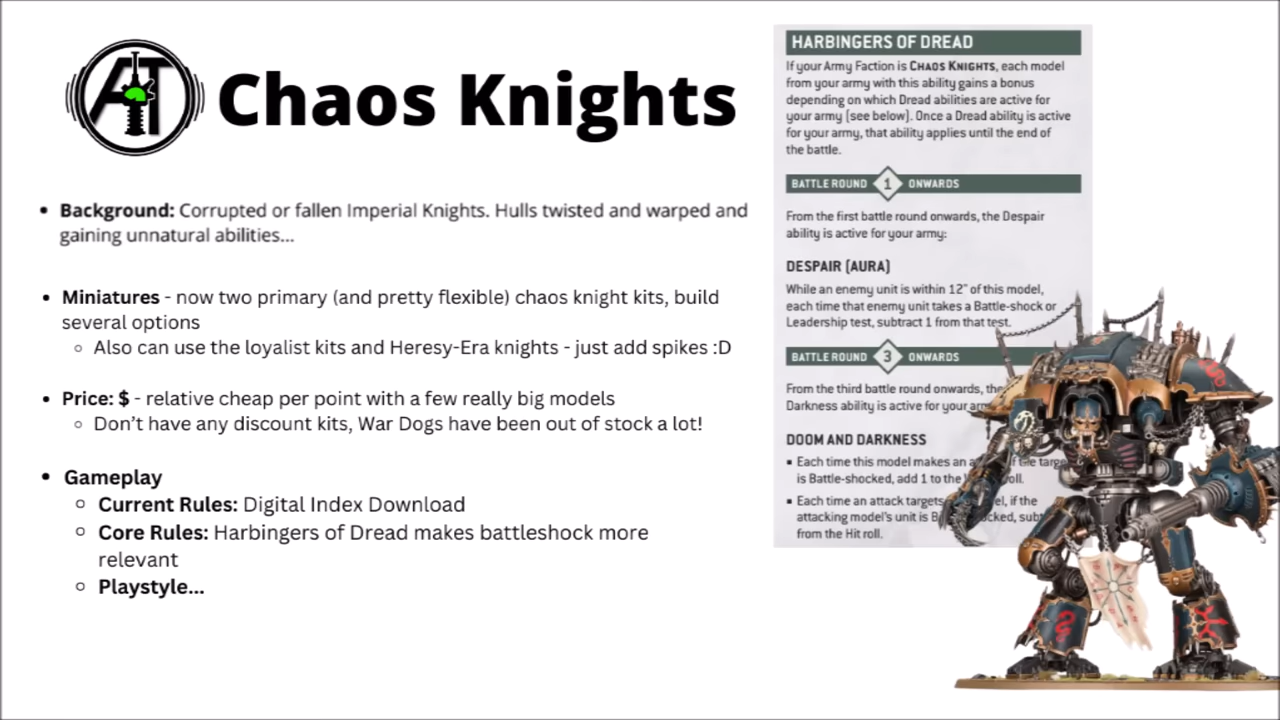 AT
Chaos Knights
• Background: Corrupted or fallen Imperial Knights. Hulls twisted and warped and
gaining unnatural abilities...
• Miniatures - now two primary (and pretty flexible) chaos knight kits, build
several options
○ Also can use the loyalist kits and Heresy-Era knights - just add spikes :D
• Price: $ - relative cheap per point with a few really big models
○ Don't have any discount kits, War Dogs have been out of stock a lot!
• Gameplay
○ Current Rules: Digital Index Download
○ Core Rules: Harbingers of Dread makes battleshock more
relevant
○ Playstyle...
HARBINGERS OF DREAD
If your Army Faction is CHAOS KNIGHTS, each model
from your army with this ability gains a bonus
depending on which Dread abilities are active for
your army (see below). Once a Dread ability is active
for your army, that ability applies until the end of
the battle.
BATTLE ROUND 1 ONWARDS
From the first battle round onwards, the Despair
ability is active for your army:
DESPAIR (AURA)
While an enemy unit is within 12" of this model,
each time that enemy unit takes a Battle-shock or
Leadership test, subtract 1 from that test.
BATTLE ROUND 3 ONWARDS
From the third battle round onwards, the
Darkness ability is active for your
DOOM AND DARKNESS
▪ Each time this model makes an if the
is Battle-shocked, add 1 to the
▪ Each time an attack targets if the
attacking model's unit is
from the Hit roll.